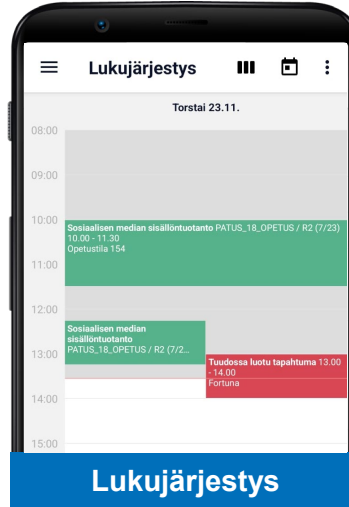 Lukujärjestys
Torstai 23.11.
08:00
09:00
10:00
Sosiaalisen median sisällöntuotanto PATUS_18_OPETUS / R2 (7/23)
10.00 - 11.30
Opetustila 154
11:00
12:00
Sosiaalisen median
sisällöntuotanto
PATUS_18_OPETUS / R2 (7/2...
13:00
Tuudossa luotu tapahtuma 13.00
- 14.00
Fortuna
14:00
15:00
Lukujärjestys